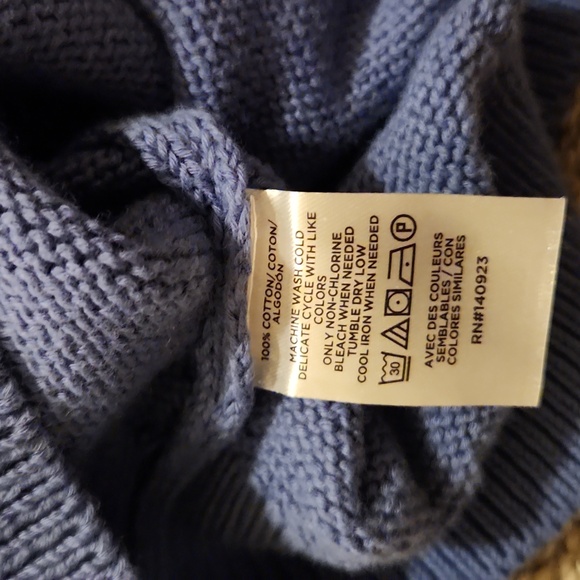 100% COTTON/ COTON/
ALGODÓN
MACHINE WASH COLD
DELICATE CYCLE WITH LIKE
COLORS
ONLY NON-CHLORINE
BLEACH WHEN NEEDED
TUMBLE DRY LOW
COOL IRON WHEN NEEDED
30 P
AVEC DES COULEURS
SEMBLABLES // CON
COLORES SIMILARES
RN#140923